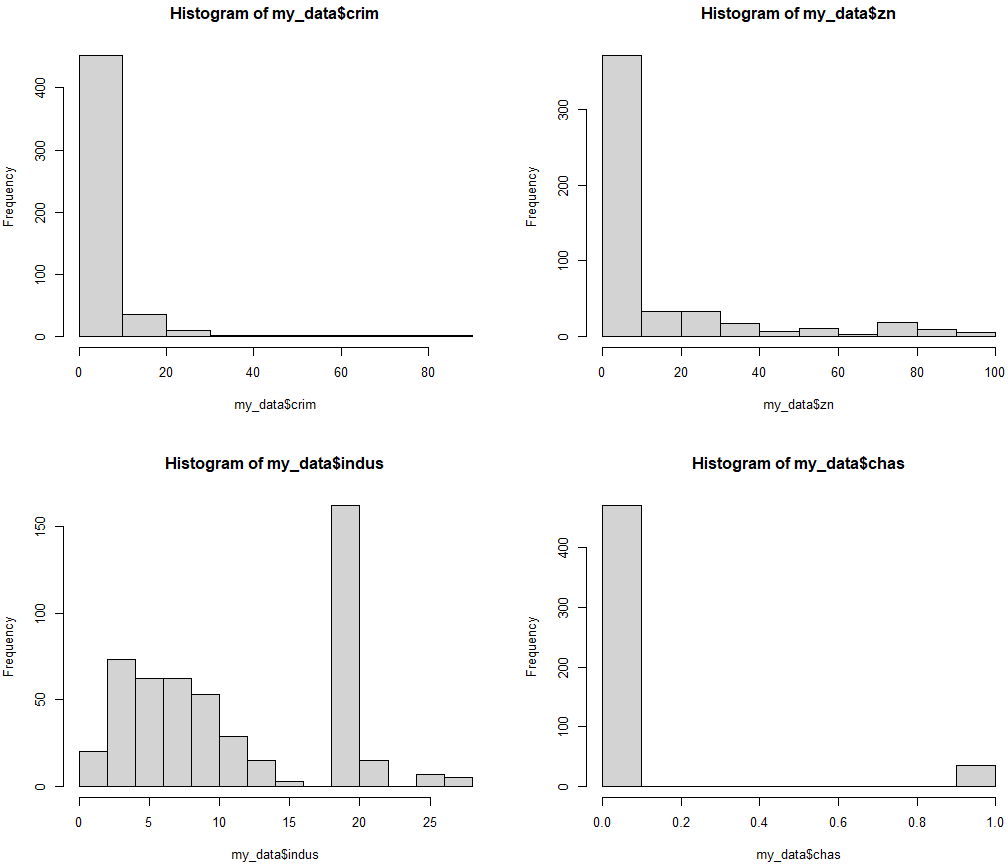 Histogram of my_data$crim
Frequency
0 100 200 300 400
0 20 40 60 80
my_data$crim
Histogram of my_data$zn
Frequency
0 100 200 300
0 20 40 60 80 100
my_data$zn
Histogram of my_data$indus
Frequency
0 50 100 150
0 5 10 15 20 25
my_data$indus
Histogram of my_data$chas
Frequency
0 100 200 300 400
0.0 0.2 0.4 0.6 0.8 1.0
my_data$chas